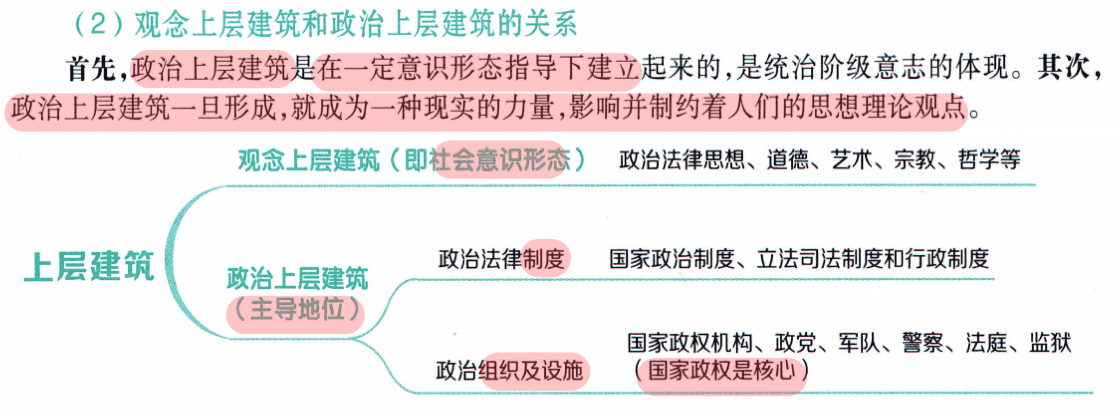 （2）观念上层建筑和政治上层建筑的关系
首先，政治上层建筑是在一定意识形态指导下建立起来的，是统治阶级意志的体现。其次，
政治上层建筑一旦形成，就成为一种现实的力量，影响并制约着人们的思想理论观点。
观念上层建筑（即社会意识形态） 政治法律思想、道德、艺术、宗教、哲学等
上层建筑
政治上层建筑
（主导地位）
政治法律制度 国家政治制度、立法司法制度和行政制度
政治组织及设施 国家政权机构、政党、军队、警察、法庭、监狱
（国家政权是核心）